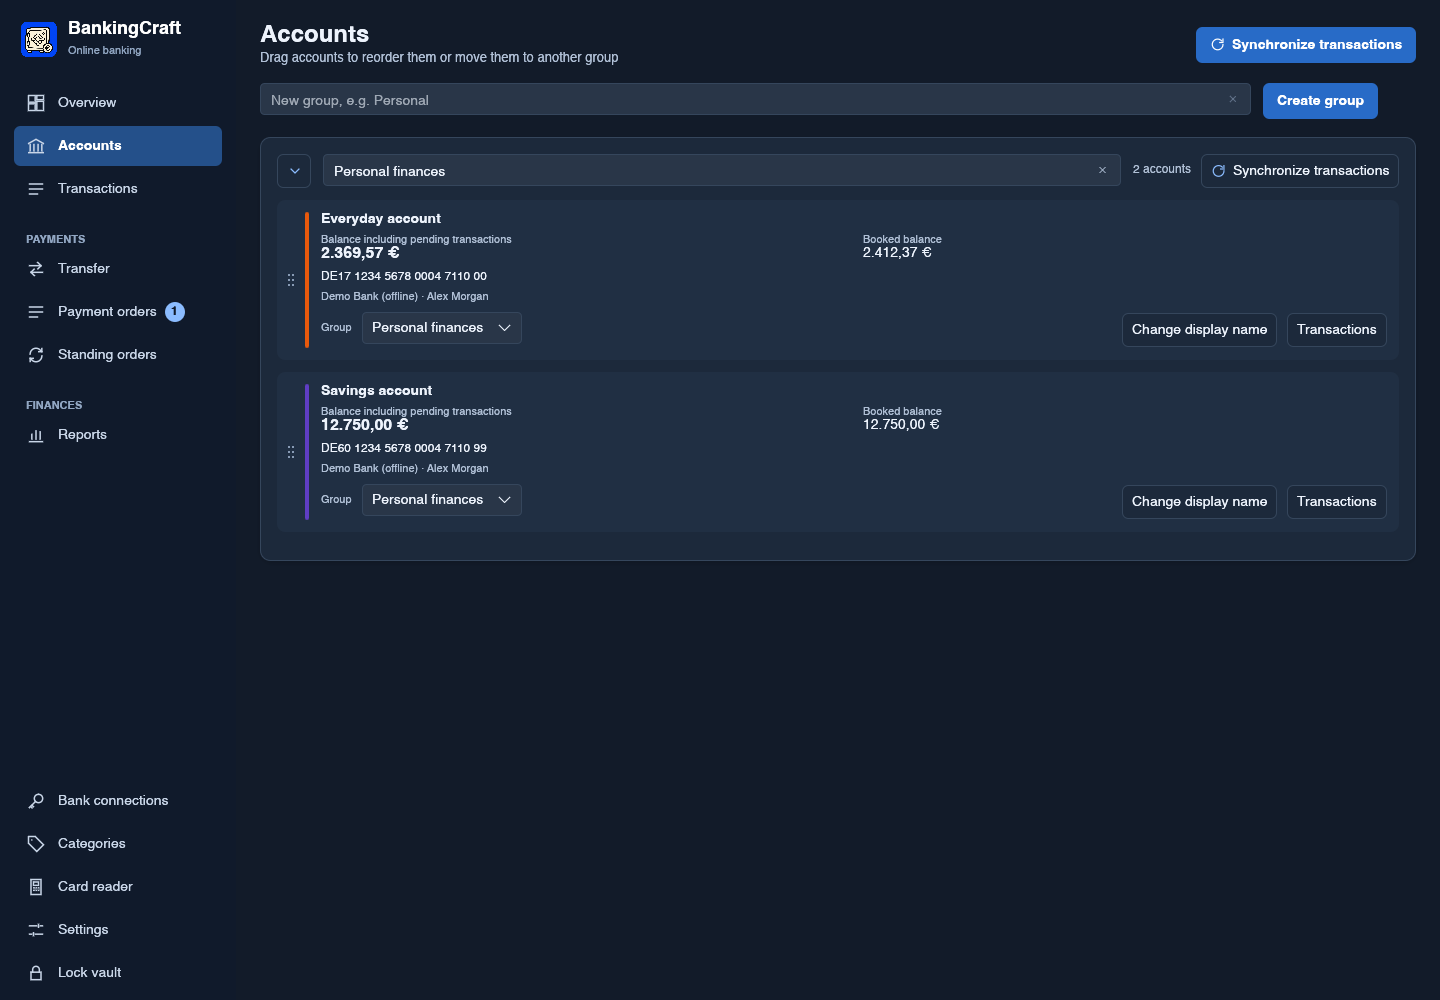 BankingCraft
Online banking
Overview
Accounts
Transactions
PAYMENTS
Transfer
Payment orders 1
Standing orders
FINANCES
Reports
Bank connections
Categories
Card reader
Settings
Lock vault
Accounts
Drag accounts to reorder them or move them to another group
Synchronize transactions
New group, e.g. Personal
Create group
Personal finances
2 accounts
Synchronize transactions
Everyday account
Balance including pending transactions
2.369,57 €
Booked balance
2.412,37 €
DE17 1234 5678 0004 7110 00
Demo Bank (offline) · Alex Morgan
Group Personal finances
Change display name
Transactions
Savings account
Balance including pending transactions
12.750,00 €
Booked balance
12.750,00 €
DE60 1234 5678 0004 7110 99
Demo Bank (offline) · Alex Morgan
Group Personal finances
Change display name
Transactions